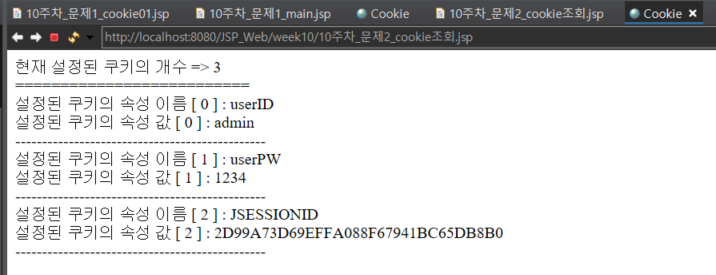 10주차_문제1_cookie01.jsp 10주차_문제1_main.jsp Cookie 10주차_문제2_cookie조회.jsp Cookie
http://localhost:8080/JSP_Web/week10/10주차_문제2_cookie조회.jsp
현재 설정된 쿠키의 개수 => 3
==========================
설정된 쿠키의 속성 이름 [ 0 ] : userID
설정된 쿠키의 속성 값 [ 0 ] : admin
-----------------------------------------------
설정된 쿠키의 속성 이름 [ 1 ] : userPW
설정된 쿠키의 속성 값 [ 1 ] : 1234
-----------------------------------------------
설정된 쿠키의 속성 이름 [ 2 ] : JSESSIONID
설정된 쿠키의 속성 값 [ 2 ] : 2D99A73D69EFFA088F67941BC65DB8B0
-----------------------------------------------